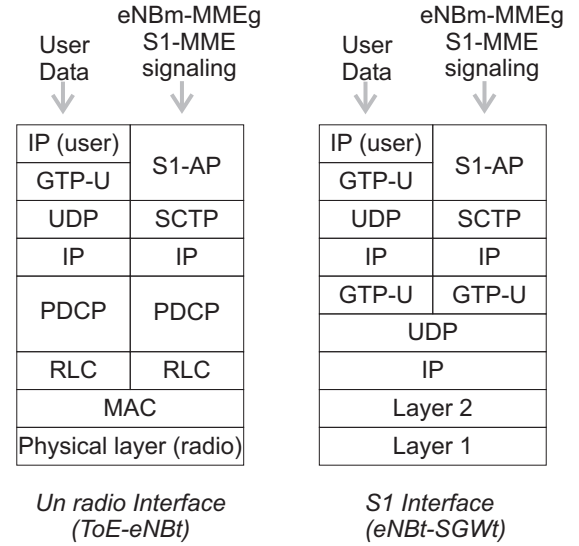 User
Data
eNBm-MMEg
S1-MME
signaling
IP (user)
GTP-U
S1-AP
UDP
SCTP
IP
IP
PDCP
PDCP
RLC
RLC
MAC
Physical layer (radio)
Un radio Interface
(ToE-eNBt)
User
Data
eNBm-MMEg
S1-MME
signaling
IP (user)
GTP-U
S1-AP
UDP
SCTP
IP
IP
GTP-U
GTP-U
UDP
IP
Layer 2
Layer 1
S1 Interface
(eNBt-SGWt)